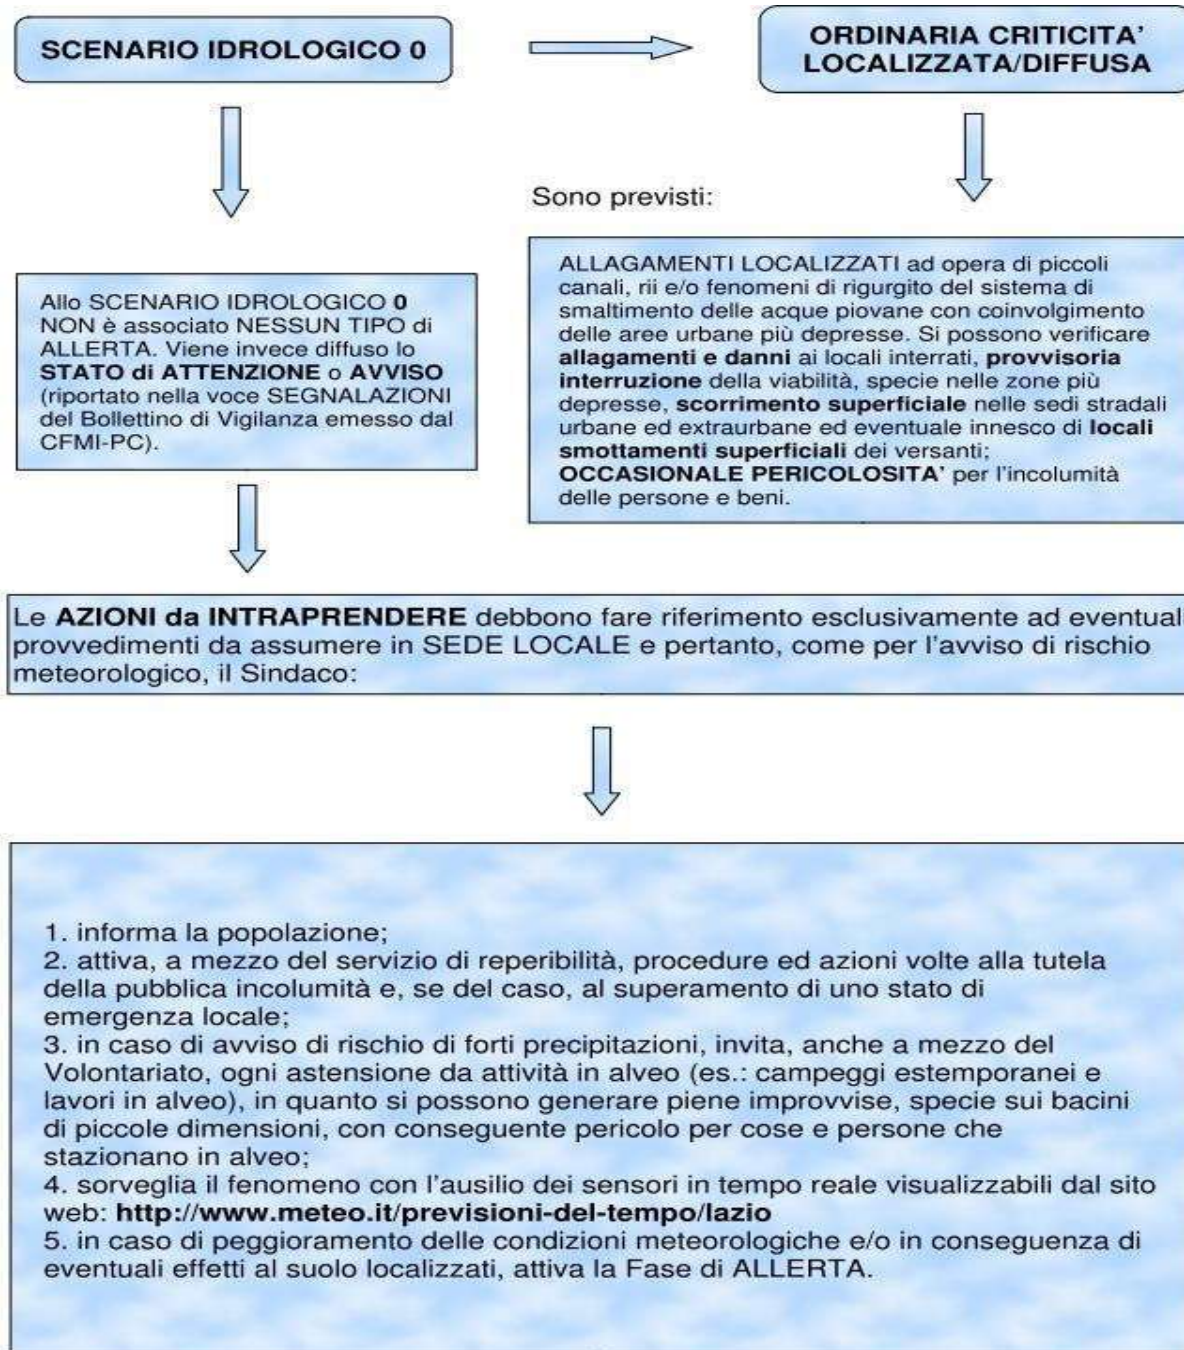 SCENARIO IDROLOGICO 0
ORDINARIA CRITICITA’
LOCALIZZATA/DIFFUSA
Sono previsti:
Allo SCENARIO IDROLOGICO 0
NON è associato NESSUN TIPO di
ALLERTA. Viene invece diffuso lo
STATO di ATTENZIONE o AVVISO
(riportato nella voce SEGNALAZIONI
del Bollettino di Vigilanza emesso dal
CFMI-PC).
ALLAGAMENTI LOCALIZZATI ad opera di piccoli
canali, rii e/o fenomeni di rigurgito del sistema di
smaltimento delle acque piovane con coinvolgimento
delle aree urbane più depresse. Si possono verificare
allagamenti e danni ai locali interrati, provvisoria
interruzione della viabilità, specie nelle zone più
depresse, scorrimento superficiale nelle sedi stradali
urbane ed extraurbane ed eventuale innesco di locali
smottamenti superficiali dei versanti;
OCCASIONALE PERICOLOSITA’ per l’incolumità
delle persone e beni.
Le AZIONI da INTRAPRENDERE debbono fare riferimento esclusivamente ad eventual
provvedimenti da assumere in SEDE LOCALE e pertanto, come per l’avviso di rischio
meteorologico, il Sindaco:
1. informa la popolazione;
2. attiva, a mezzo del servizio di reperibilità, procedure ed azioni volte alla tutela
della pubblica incolumità e, se del caso, al superamento di uno stato di
emergenza locale;
3. in caso di avviso di rischio di forti precipitazioni, invita, anche a mezzo del
Volontariato, ogni astensione da attività in alveo (es.: campeggi estemporanei e
lavori in alveo), in quanto si possono generare piene improvvise, specie sui bacini
di piccole dimensioni, con conseguente pericolo per cose e persone che
stazionano in alveo;
4. sorveglia il fenomeno con l’ausilio dei sensori in tempo reale visualizzabili dal sito
web: http://www.meteo.it/previsioni-del-tempo/lazio
5. in caso di peggioramento delle condizioni meteorologiche e/o in conseguenza di
eventuali effetti al suolo localizzati, attiva la Fase di ALLERTA.